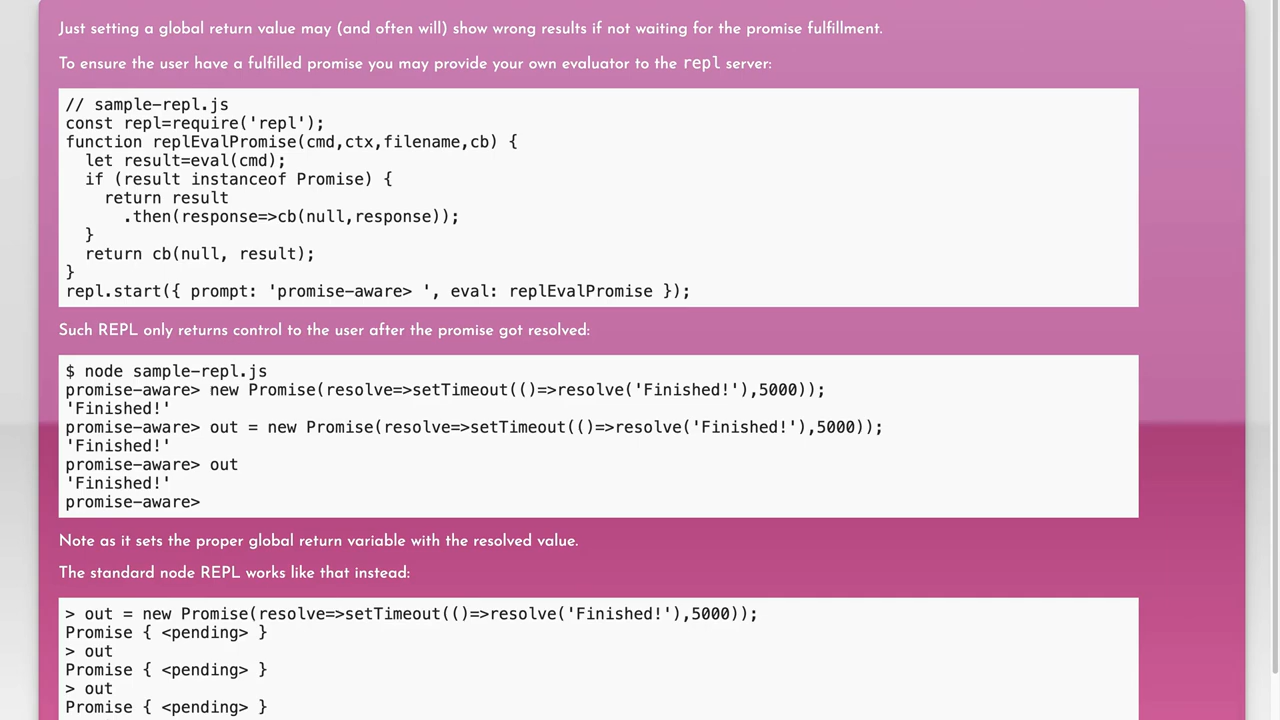 Just setting a global return value may (and often will) show wrong results if not waiting for the promise fulfillment.
To ensure the user have a fulfilled promise you may provide your own evaluator to the repl server:
// sample-repl.js
const repl=require('repl');
function replEvalPromise(cmd,ctx,filename,cb) {
  let result=eval(cmd);
  if (result instanceof Promise) {
    return result
      .then(response=>cb(null,response));
  }
  return cb(null, result);
}
repl.start({ prompt: 'promise-aware> ', eval: replEvalPromise });
Such REPL only returns control to the user after the promise got resolved:
$ node sample-repl.js
promise-aware> new Promise(resolve=>setTimeout(()=>resolve('Finished!'),5000));
'Finished!'
promise-aware> out = new Promise(resolve=>setTimeout(()=>resolve('Finished!'),5000));
'Finished!'
promise-aware> out
'Finished!'
promise-aware>
Note as it sets the proper global return variable with the resolved value.
The standard node REPL works like that instead:
> out = new Promise(resolve=>setTimeout(()=>resolve('Finished!'),5000));
Promise { <pending> }
> out
Promise { <pending> }
> out
Promise { <pending> }